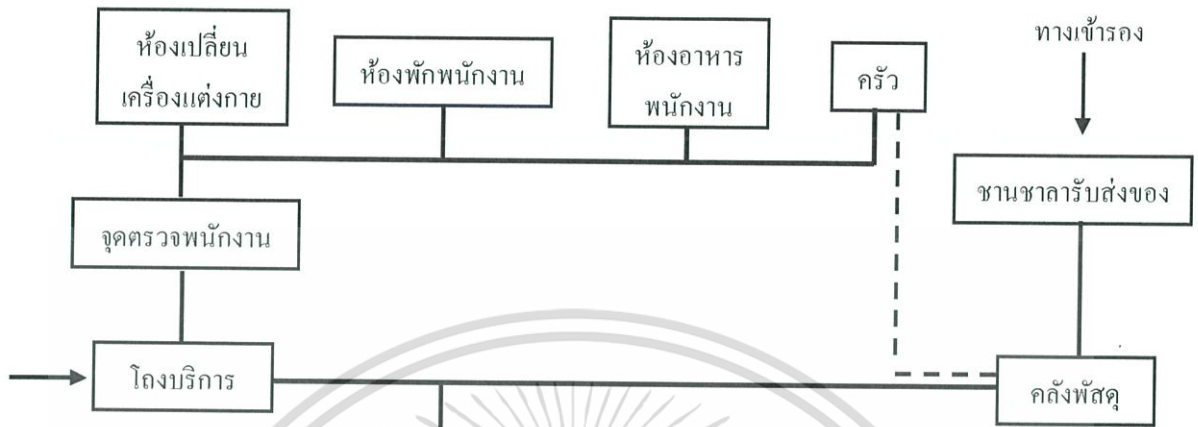 ห้องเปลี่ยน
เครื่องแต่งกาย
ห้องพักพนักงาน
ห้องอาหาร
พนักงาน
ครัว
ทางเข้ารอง
ชานชาลารับส่งของ
จุดตรวจพนักงาน
โถงบริการ
คลังพัสดุ